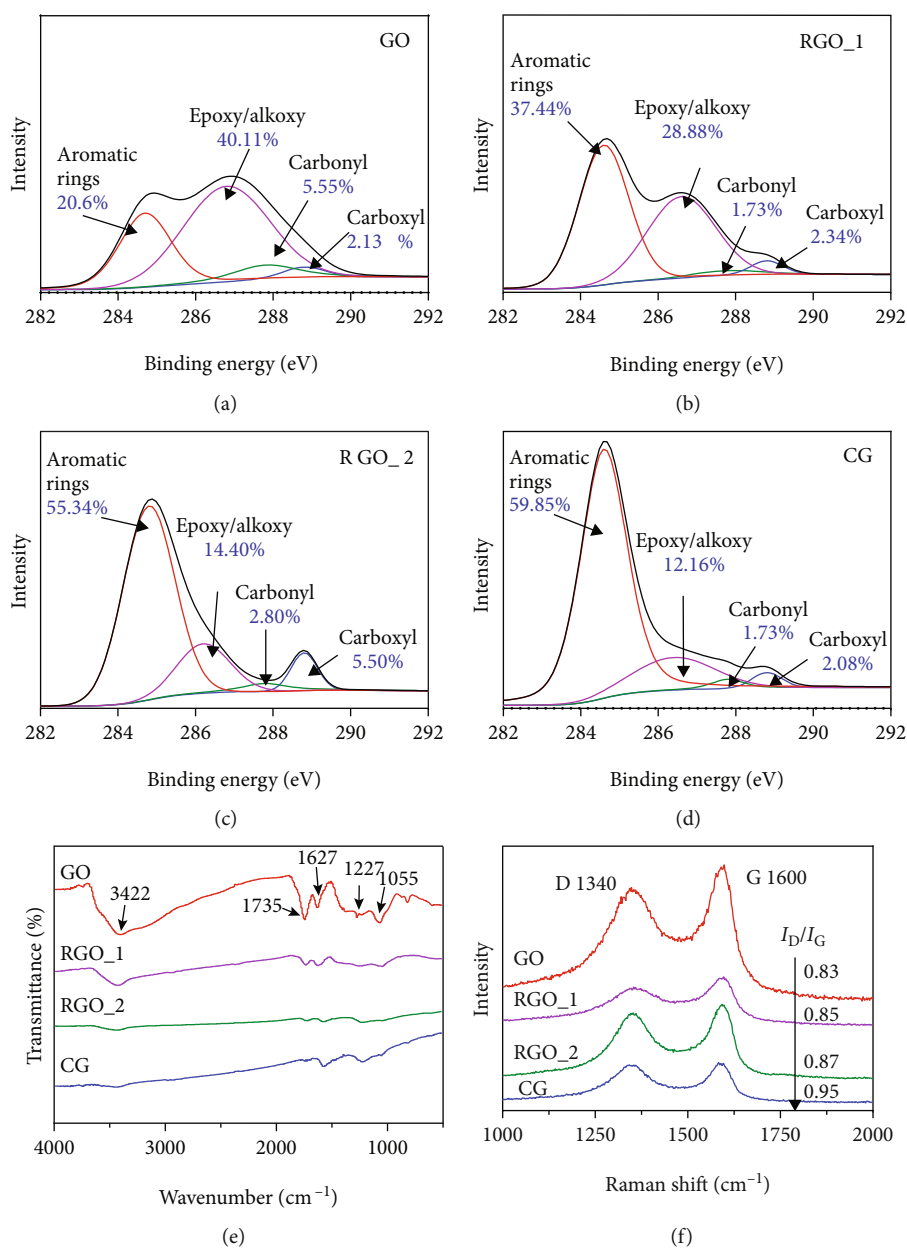 GO
Aromatic
rings
20.6%
Epoxy/alkoxy
40.11%
Carbonyl
5.55%
Carboxyl
2.13 %
Intensity
282 284 286 288 290 292
Binding energy (eV)
(a)
RGO_1
Aromatic
rings
37.44%
Epoxy/alkoxy
28.88%
Carbonyl
1.73%
Carboxyl
2.34%
Intensity
282 284 286 288 290 292
Binding energy (eV)
(b)
R GO_ 2
Aromatic
rings
55.34%
Epoxy/alkoxy
14.40%
Carbonyl
2.80%
Carboxyl
5.50%
Intensity
282 284 286 288 290 292
Binding energy (eV)
(c)
CG
Aromatic
rings
59.85%
Epoxy/alkoxy
12.16%
Carbonyl
1.73%
Carboxyl
2.08%
Intensity
282 284 286 288 290 292
Binding energy (eV)
(d)
GO
3422
1735
1627
1227
1055
RGO_1
RGO_2
CG
Transmittance (%)
4000 3000 2000 1000
Wavenumber (cm⁻¹)
(e)
D 1340
G 1600
I_D/I_G
GO
0.83
RGO_1
0.85
RGO_2
0.87
CG
0.95
Intensity
1000 1250 1500 1750 2000
Raman shift (cm⁻¹)
(f)